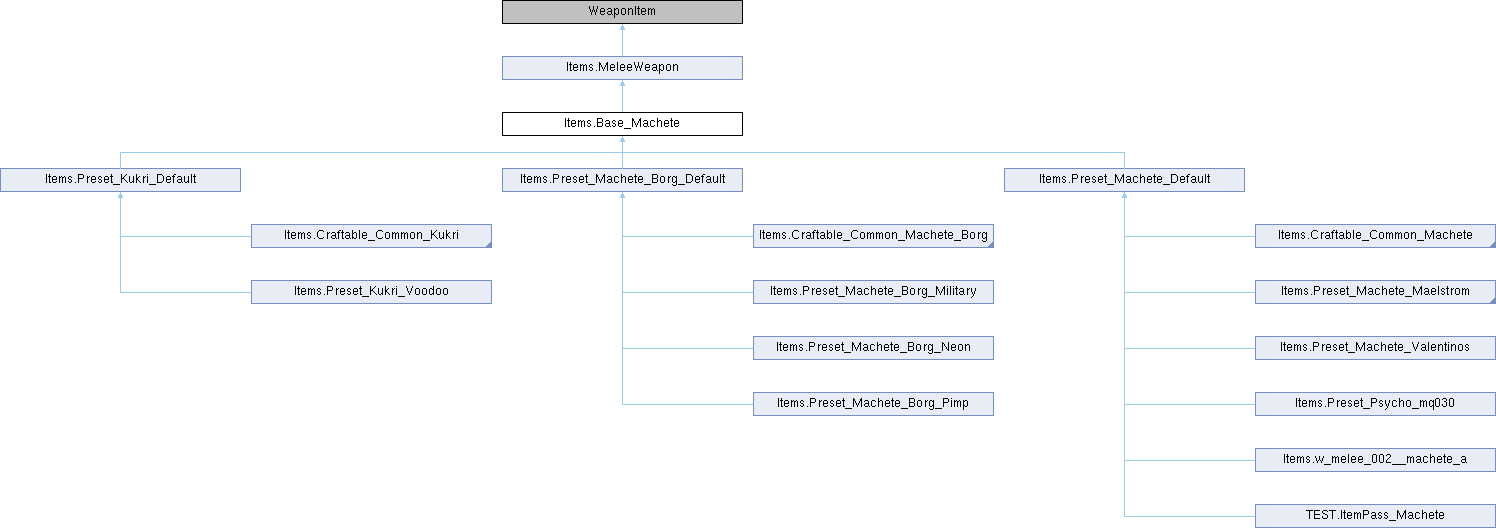 WeaponItem
Items.MeleeWeapon
Items.Base_Machete
Items.Preset_Kukri_Default
Items.Preset_Machete_Borg_Default
Items.Preset_Machete_Default
Items.Craftable_Common_Kukri
Items.Craftable_Common_Machete_Borg
Items.Craftable_Common_Machete
Items.Preset_Kukri_Voodoo
Items.Preset_Machete_Borg_Military
Items.Preset_Machete_Maelstrom
Items.Preset_Machete_Borg_Neon
Items.Preset_Machete_Valentinos
Items.Preset_Machete_Borg_Pimp
Items.Preset_Psycho_mq030
Items.w_melee_002__machete_a
TEST.ItemPass_Machete